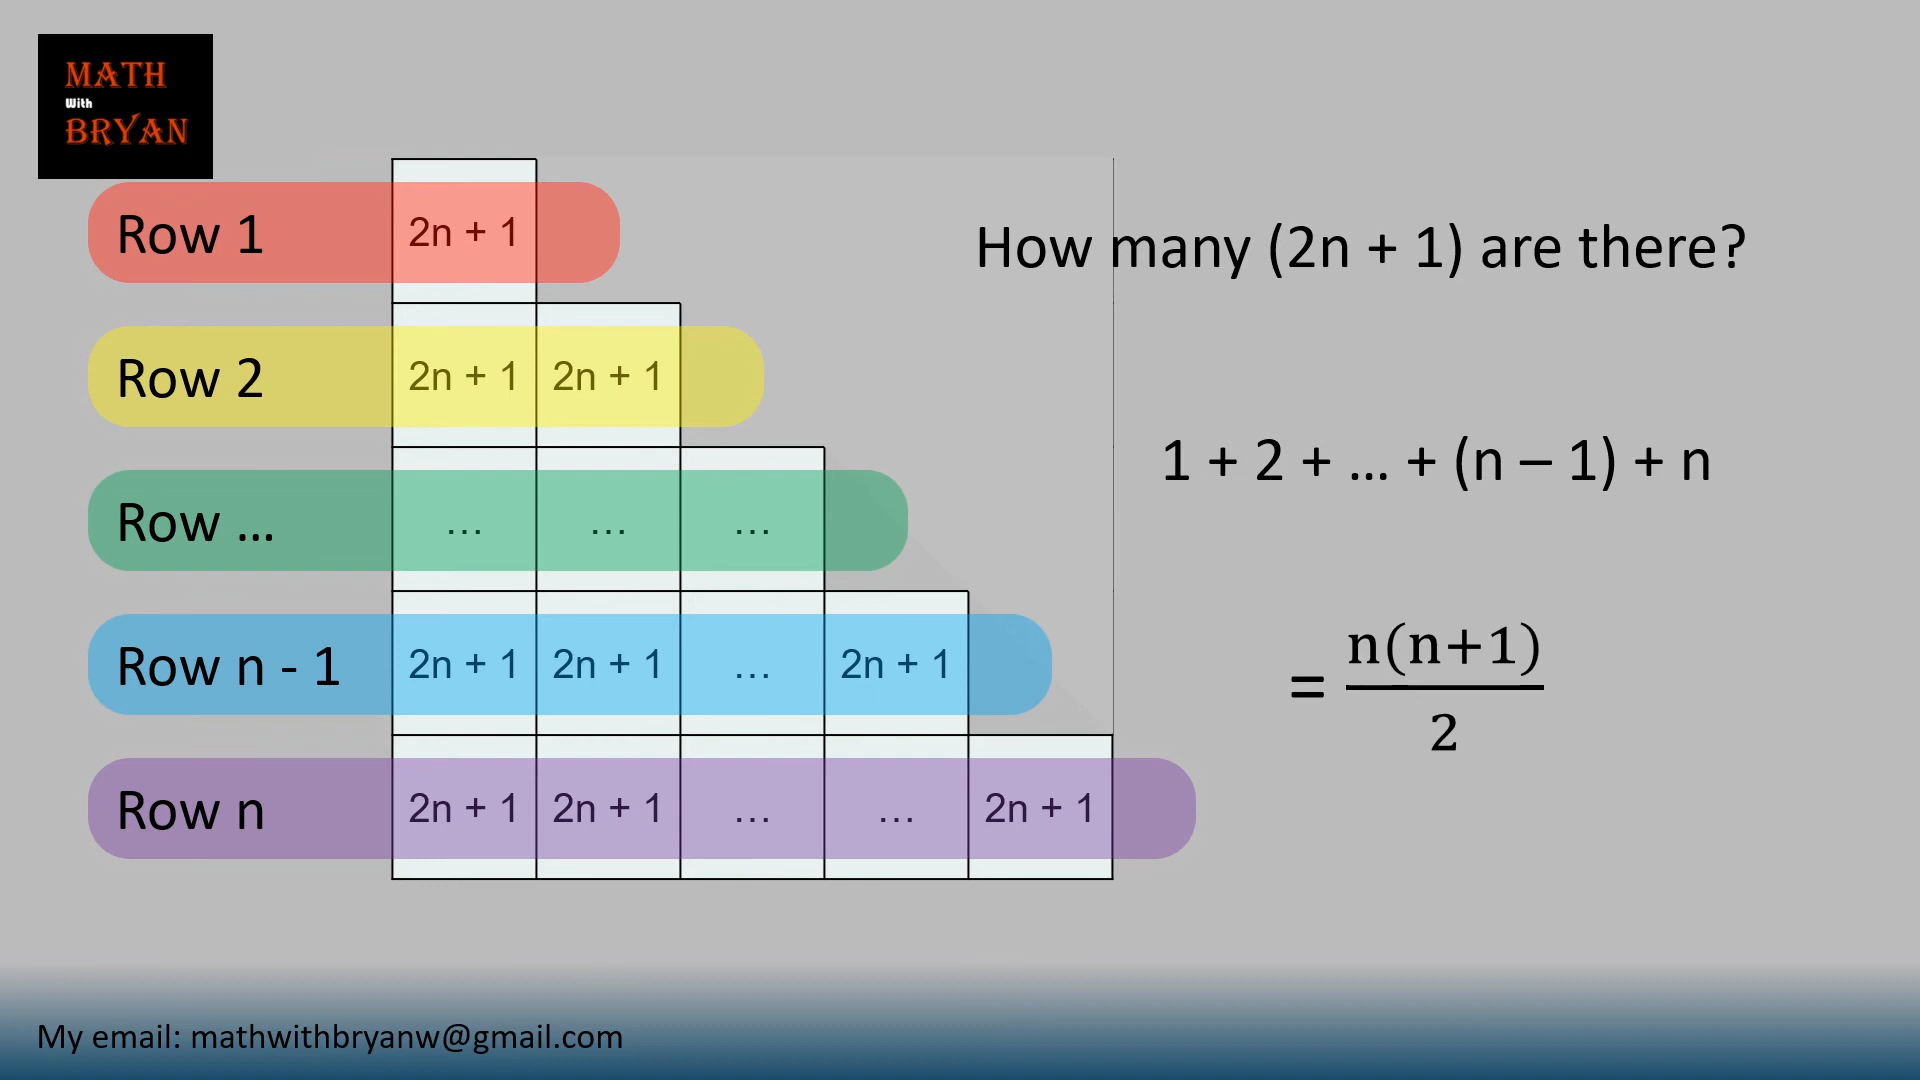 MATH
With
BRYAN
Row 1 2n + 1
How many (2n + 1) are there?
Row 2 2n + 1 2n + 1
1 + 2 + ... + (n – 1) + n
Row ... ... ... ...
Row n - 1 2n + 1 2n + 1 ... 2n + 1
= n(n+1)
2
Row n 2n + 1 2n + 1 ... ... 2n + 1
My email: mathwithbryanw@gmail.com